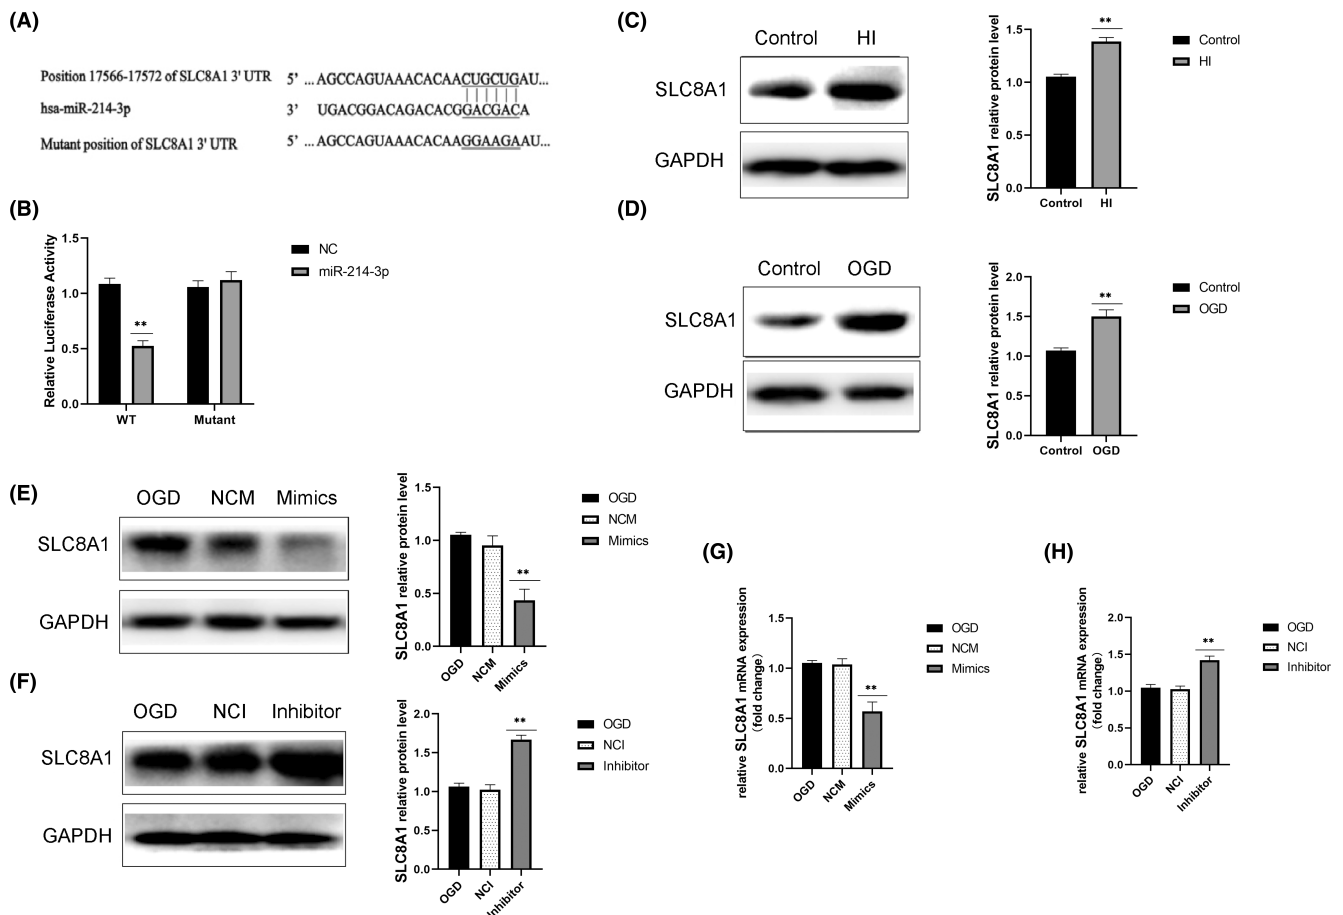 (A)
Position 17566-17572 of SLC8A1 3' UTR 5' ... AGCCAGUAAACACAACUGCUGAU...
hsa-miR-214-3p 3' UGACGGACAGACACGGACGACA
Mutant position of SLC8A1 3' UTR 5' ... AGCCAGUAAACACAAGGAAGAAU...
(B)
Relative Luciferase Activity
1.5
1.0
0.5
0.0
**
WT
Mutant
NC
miR-214-3p
(C)
Control HI
SLC8A1
GAPDH
SLC8A1 relative protein level
1.5
1.0
0.5
0.0
**
Control
HI
Control
HI
(D)
Control OGD
SLC8A1
GAPDH
SLC8A1 relative protein level
2.0
1.5
1.0
0.5
0.0
**
Control
OGD
Control
OGD
(E)
OGD NCM Mimics
SLC8A1
GAPDH
SLC8A1 relative protein level
1.5
1.0
0.5
0.0
**
OGD
NCM
Mimics
OGD
NCM
Mimics
(F)
OGD NCI Inhibitor
SLC8A1
GAPDH
SLC8A1 relative protein level
2.0
1.5
1.0
0.5
0.0
**
OGD
NCI
Inhibitor
OGD
NCI
Inhibitor
(G)
relative SLC8A1 mRNA expression
(fold change)
1.5
1.0
0.5
0.0
**
OGD
NCM
Mimics
OGD
NCM
Mimics
(H)
relative SLC8A1 mRNA expression
(fold change)
2.0
1.5
1.0
0.5
0.0
**
OGD
NCI
Inhibitor
OGD
NCI
Inhibitor